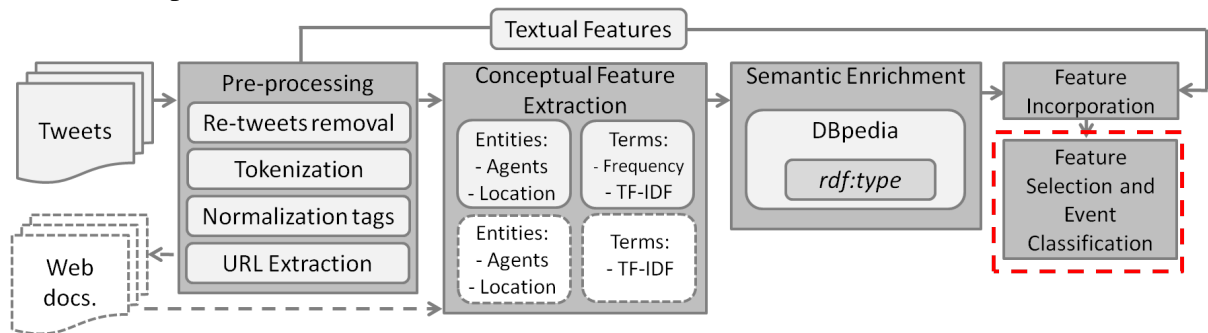 Textual Features
Tweets
Web
docs.
Pre-processing
Re-tweets removal
Tokenization
Normalization tags
URL Extraction
Conceptual Feature
Extraction
Entities:
- Agents
- Location
Terms:
- Frequency
- TF-IDF
Entities:
- Agents
- Location
Terms:
- TF-IDF
Semantic Enrichment
DBpedia
rdf:type
Feature
Incorporation
Feature
Selection and
Event
Classification